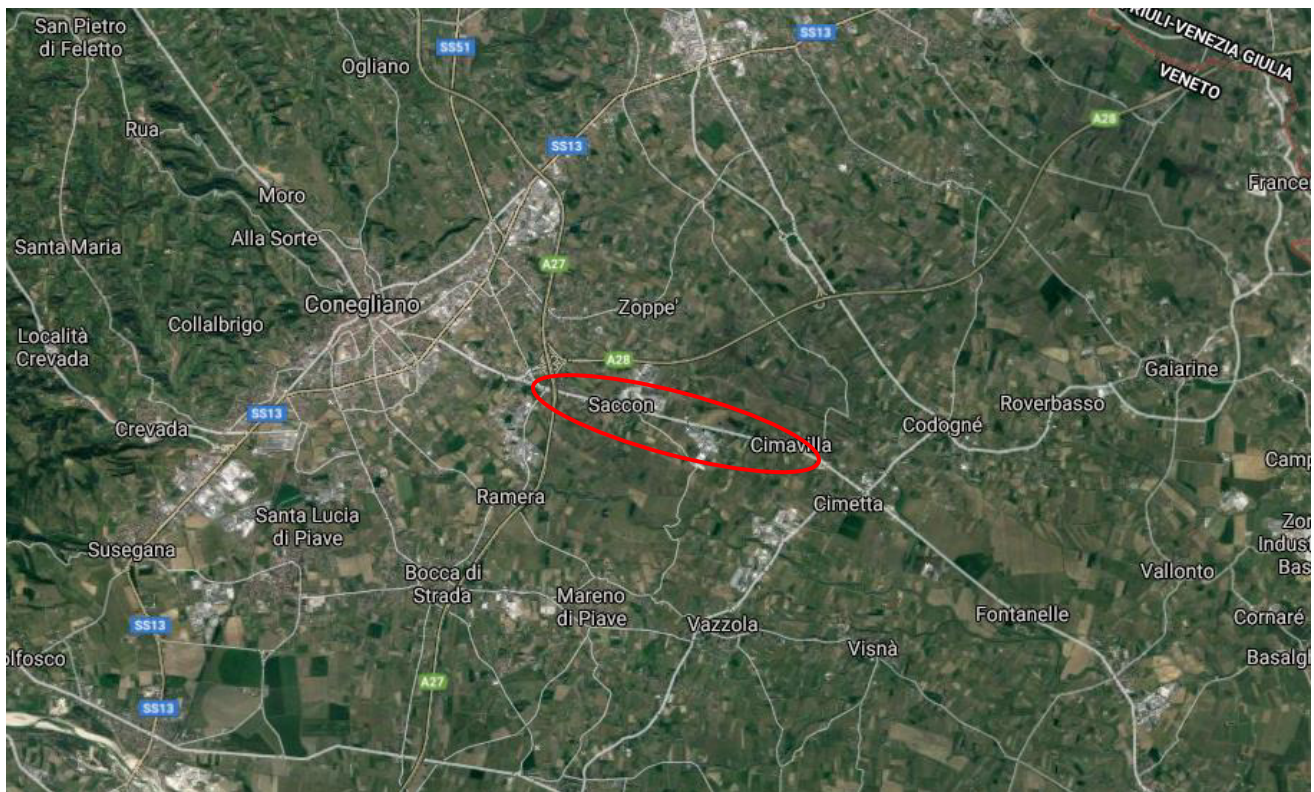 San Pietro
di Feletto
SS51
SS13
FRIULI-VENEZIA GIULIA
VENETO
Ogliano
A28
Rua
SS13
Moro
Alla Sorte
Santa Maria
A27
Conegliano
Zoppe'
Collalbrigo
Località
Crevada
A28
Gaiarine
Saccon
Roverbasso
SS13
Crevada
Codogné
Cimavilla
Ramera
Cimetta
Santa Lucia
di Piave
Susegana
Vallonto
Bocca di
Strada
Mareno
di Piave
Fontanelle
Cornaré
SS13
Vazzola
Visnà
A27
SS13